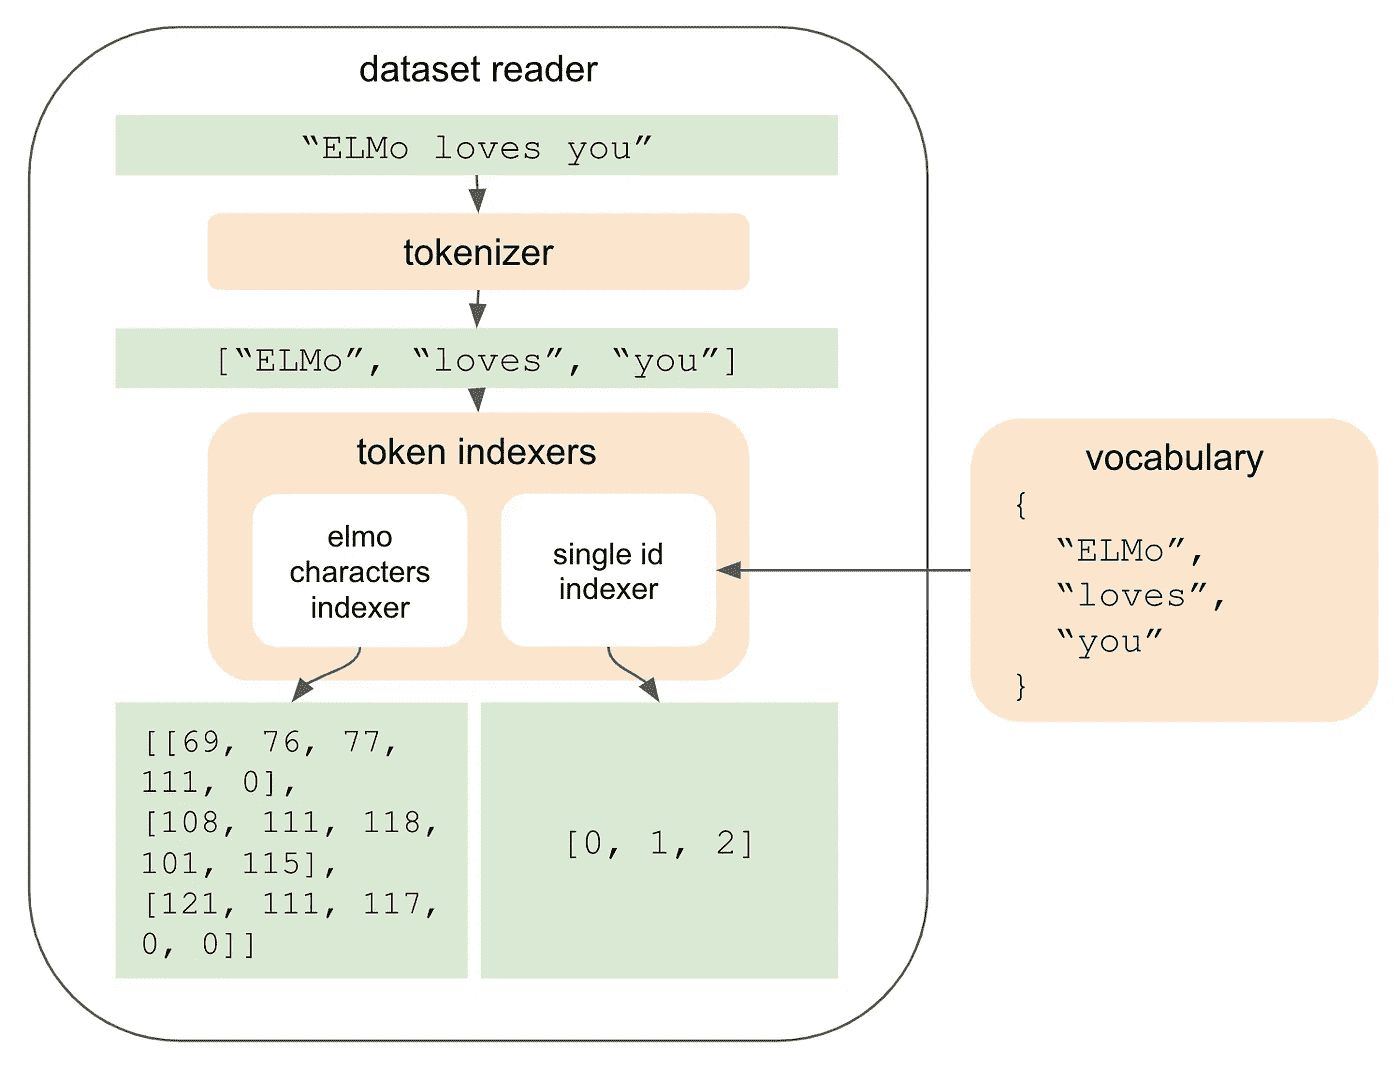 dataset reader
“ELMo loves you”
tokenizer
[“ELMo”, “loves”, “you”]
token indexers
elmo
characters
indexer
single id
indexer
vocabulary
{
“ELMo”,
“loves”,
“you”
}
[[69, 76, 77,
111, 0],
[108, 111, 118,
101, 115],
[121, 111, 117,
0, 0]]
[0, 1, 2]